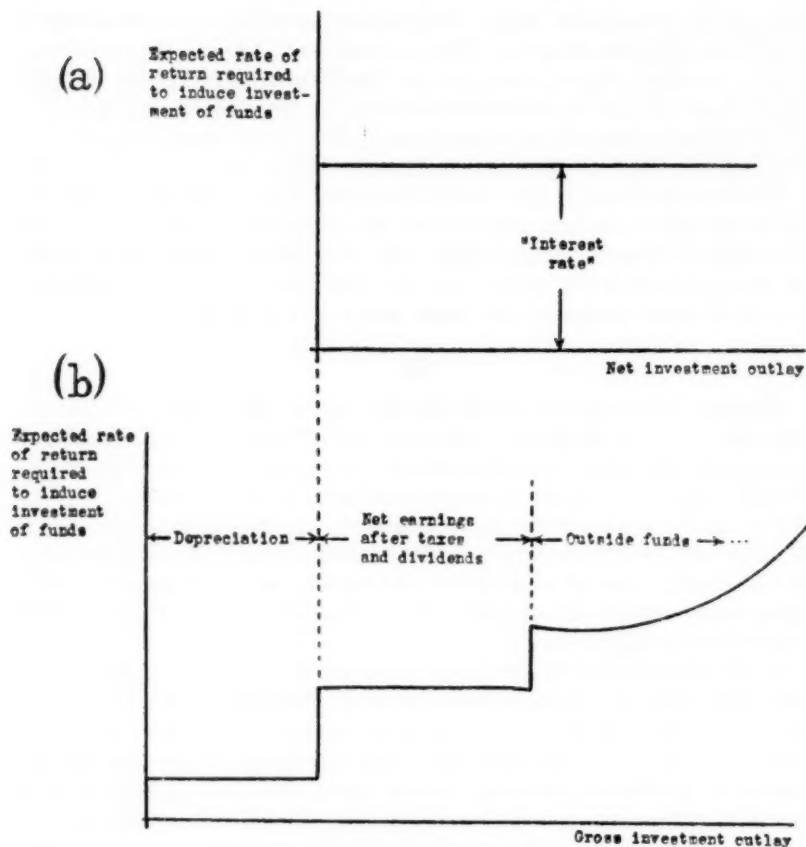 (a)
Expected rate of
return required
to induce invest-
ment of funds
"Interest
rate"
Net investment outlay
(b)
Expected rate
of return
required
to induce
investment
of funds
Depreciation
Net earnings
after taxes
and dividends
Outside funds ...
Gross investment outlay